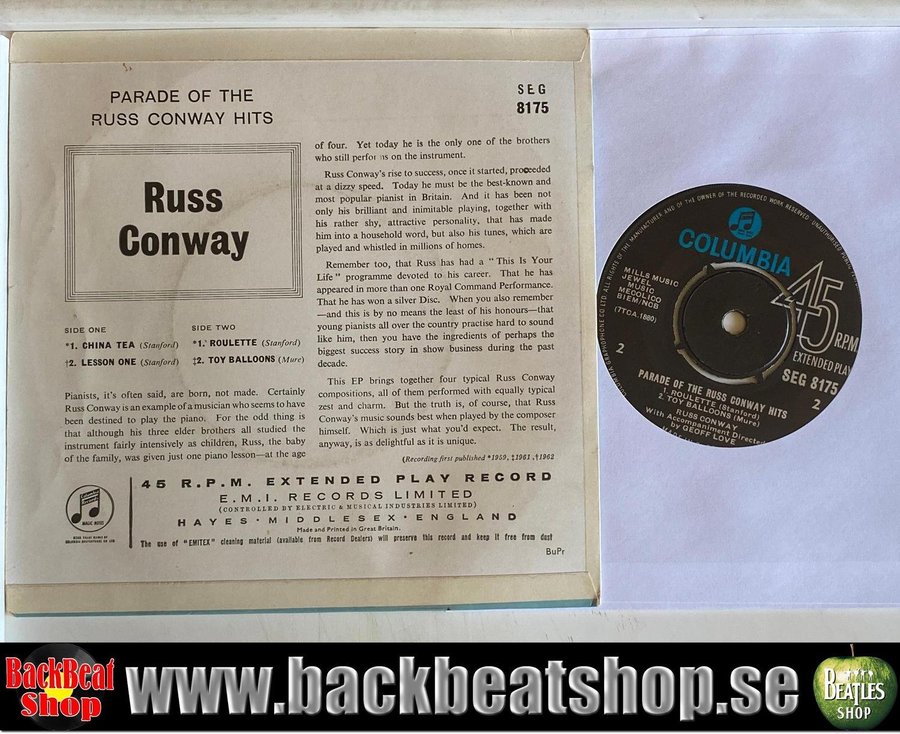 PARADE OF THE
RUSS CONWAY HITS
SEG
8175
Russ
Conway
SIDE ONE
*1. CHINA TEA (Stanford)
†2. LESSON ONE (Stanford)
SIDE TWO
*1. ROULETTE (Stanford)
‡2. TOY BALLOONS (Mure)
Pianists, it's often said, are born, not made. Certainly
Russ Conway is an example of a musician who seems to have
been destined to play the piano. For the odd thing is
that although his three elder brothers all studied the
instrument fairly intensively as children, Russ, the baby
of the family, was given just one piano lesson—at the age
of four. Yet today he is the only one of the brothers
who still performs on the instrument.
Russ Conway's rise to success, once it started, proceeded
at a dizzy speed. Today he must be the best-known and
most popular pianist in Britain. And it has been not
only his brilliant and inimitable playing, together with
his rather shy, attractive personality, that has made
him into a household word, but also his tunes, which are
played and whistled in millions of homes.
Remember too, that Russ has had a "This Is Your
Life" programme devoted to his career. That he has
appeared in more than one Royal Command Performance.
That he has won a silver Disc. When you also remember
—and this is by no means the least of his honours—that
young pianists all over the country practise hard to sound
like him, then you have the ingredients of perhaps the
biggest success story in show business during the past
decade.
This EP brings together four typical Russ Conway
compositions, all of them performed with equally typical
zest and charm. But the truth is, of course, that Russ
Conway's music sounds best when played by the composer
himself. Which is just what you'd expect. The result,
anyway, is as delightful as it is unique.
(Recording first published *1959, †1961, ‡1962
45 R.P.M. EXTENDED PLAY RECORD
E.M.I. RECORDS LIMITED
(CONTROLLED BY ELECTRIC & MUSICAL INDUSTRIES LIMITED)
HAYES · MIDDLESEX · ENGLAND
Made and Printed in Great Britain.
The use of "EMITEX" cleaning material (available from Record Dealers) will preserve this record and keep it free from dust
BuPr
MAGIC NOTES
COLUMBIA
MILLS MUSIC
JEWEL
MUSIC
MECOLICO
BIEM/NCB
(7TCA.1880)
45
RPM
EXTENDED PLAY
SEG 8175
2
2
PARADE OF THE RUSS CONWAY HITS
1. ROULETTE (Stanford)
2. TOY BALLOONS (Mure)
RUSS CONWAY
With Accompaniment Directed
by GEOFF LOVE
BackBeat
Shop
www.backbeatshop.se
BEATLES
SHOP